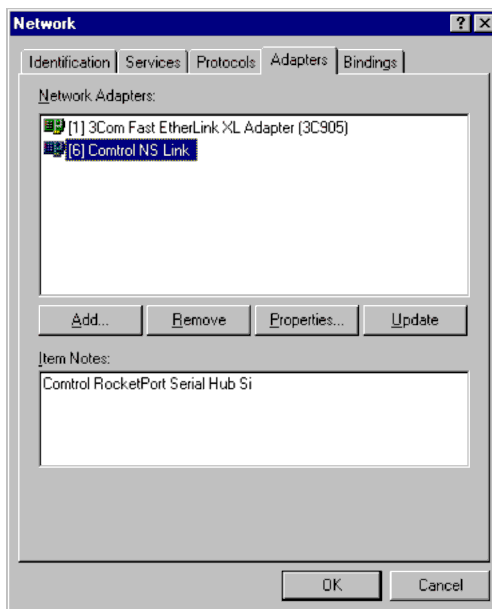 Network
Identification Services Protocols Adapters Bindings
Network Adapters:
[1] 3Com Fast EtherLink XL Adapter (3C905)
[6] Comtrol NS Link
Add... Remove Properties... Update
Item Notes:
Comtrol RocketPort Serial Hub Si
OK Cancel